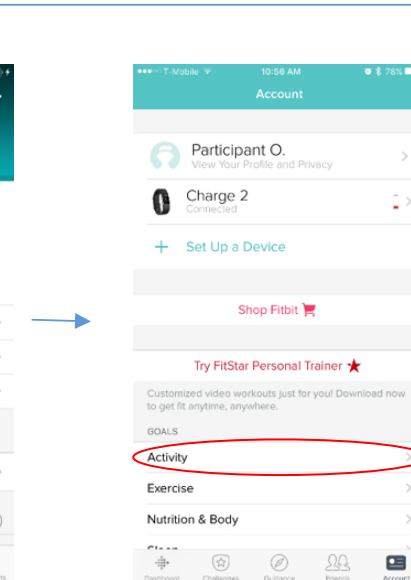 T-Mobile 10:56 AM 78%
Account
Participant O.
View Your Profile and Privacy
Charge 2
Connected
+ Set Up a Device
Shop Fitbit
Try FitStar Personal Trainer
Customized video workouts just for you! Download now
to get fit anytime, anywhere.
GOALS
Activity
Exercise
Nutrition & Body
Sleep
Dashboard Challenges Guidance Friends Account